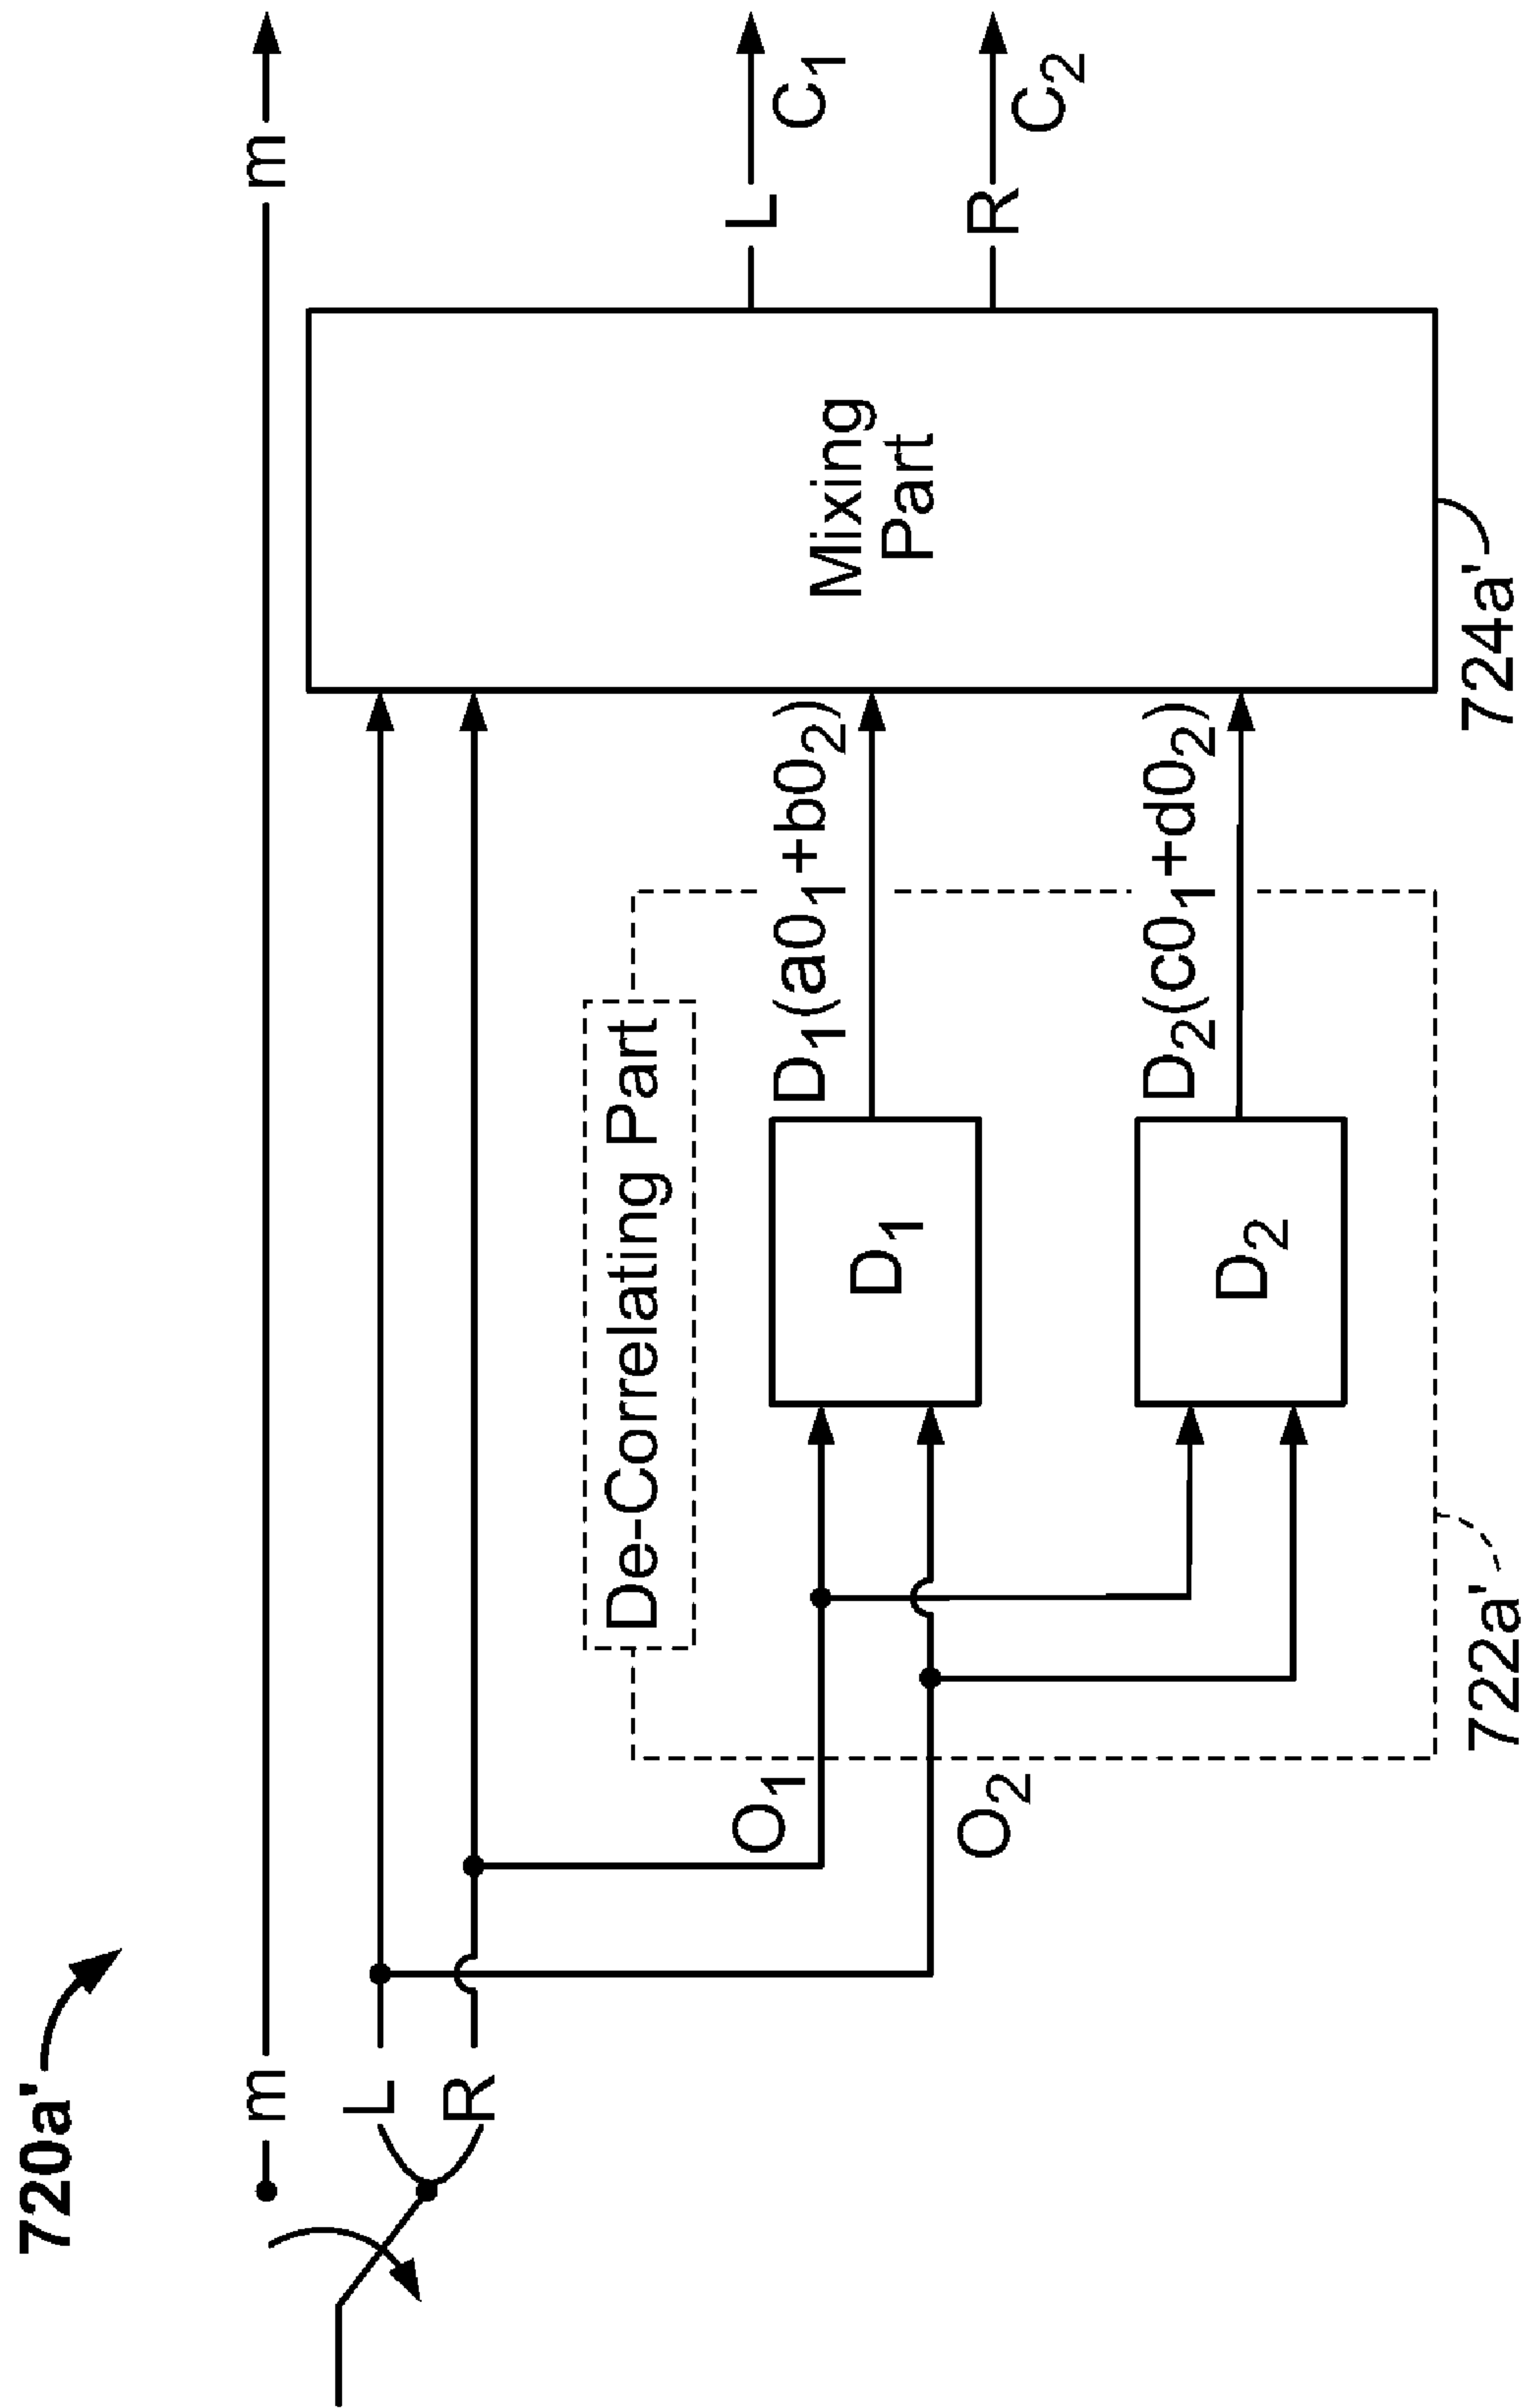 720a'
m
m
L
R
L
C₁
R
C₂
O₁
O₂
De-Correlating Part
D₁
D₂
D₁(a0₁+b0₂)
D₂(c0₁+d0₂)
Mixing
Part
722a'
724a'